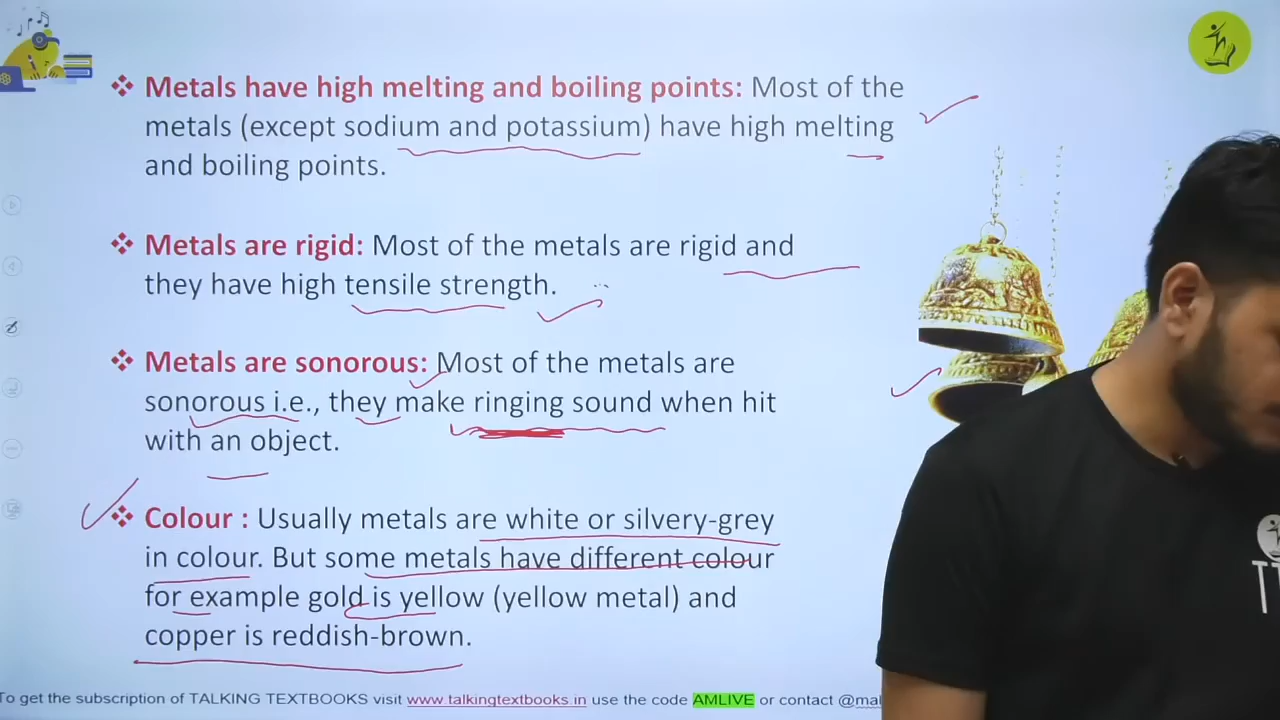 ❖ Metals have high melting and boiling points: Most of the
metals (except sodium and potassium) have high melting
and boiling points.
❖ Metals are rigid: Most of the metals are rigid and
they have high tensile strength.
❖ Metals are sonorous: Most of the metals are
sonorous i.e., they make ringing sound when hit
with an object.
❖ Colour : Usually metals are white or silvery-grey
in colour. But some metals have different colour
for example gold is yellow (yellow metal) and
copper is reddish-brown.
To get the subscription of TALKING TEXTBOOKS visit www.talkingtextbooks.in use the code AMLIVE or contact